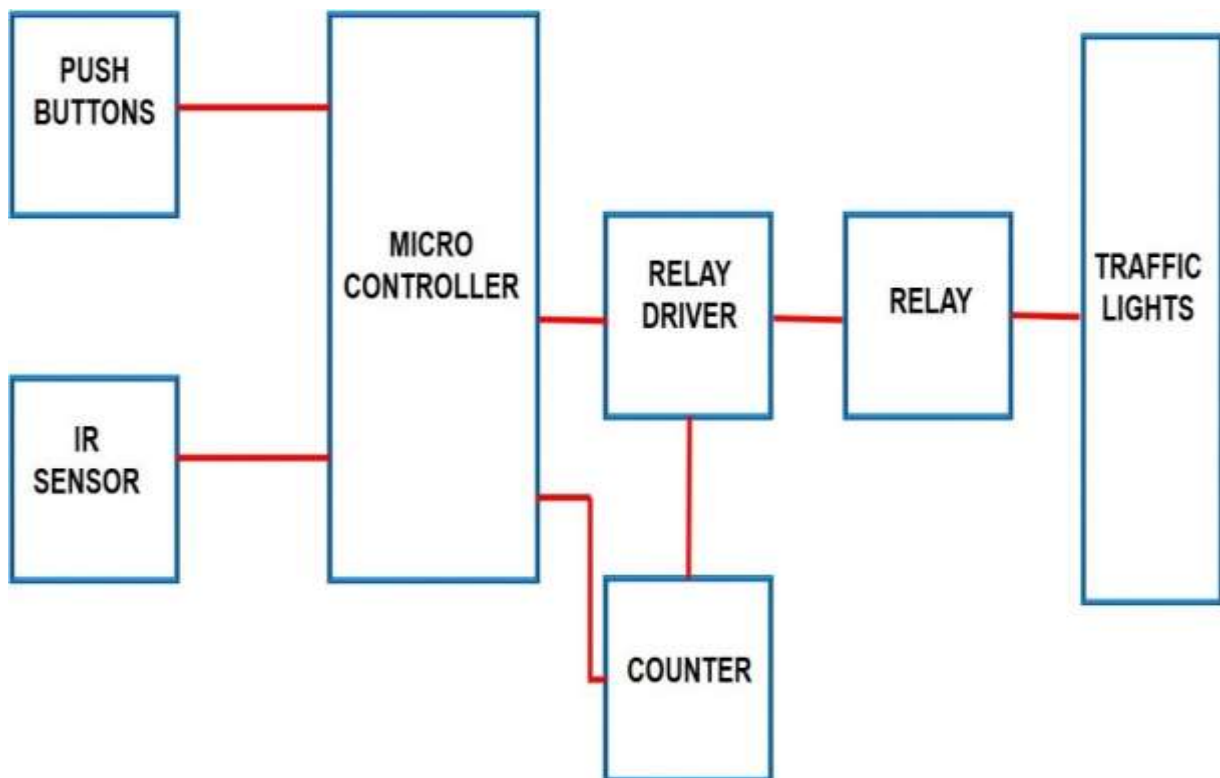 PUSH
BUTTONS
MICRO
CONTROLLER
RELAY
DRIVER
RELAY
TRAFFIC
LIGHTS
IR
SENSOR
COUNTER